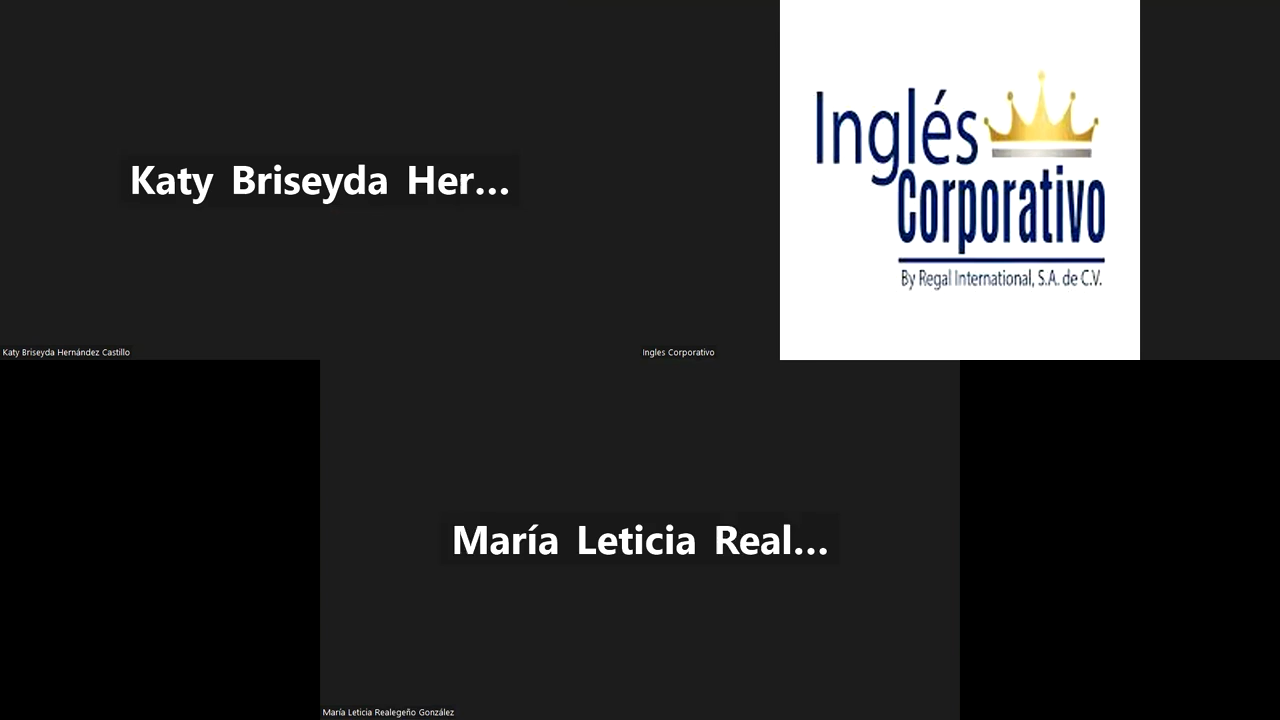 Katy Briseyda Her...
Inglés
Corporativo
By Regal International, S.A. de C.V.
Katy Briseyda Hernández Castillo
Ingles Corporativo
María Leticia Real...
María Leticia Realegeño González